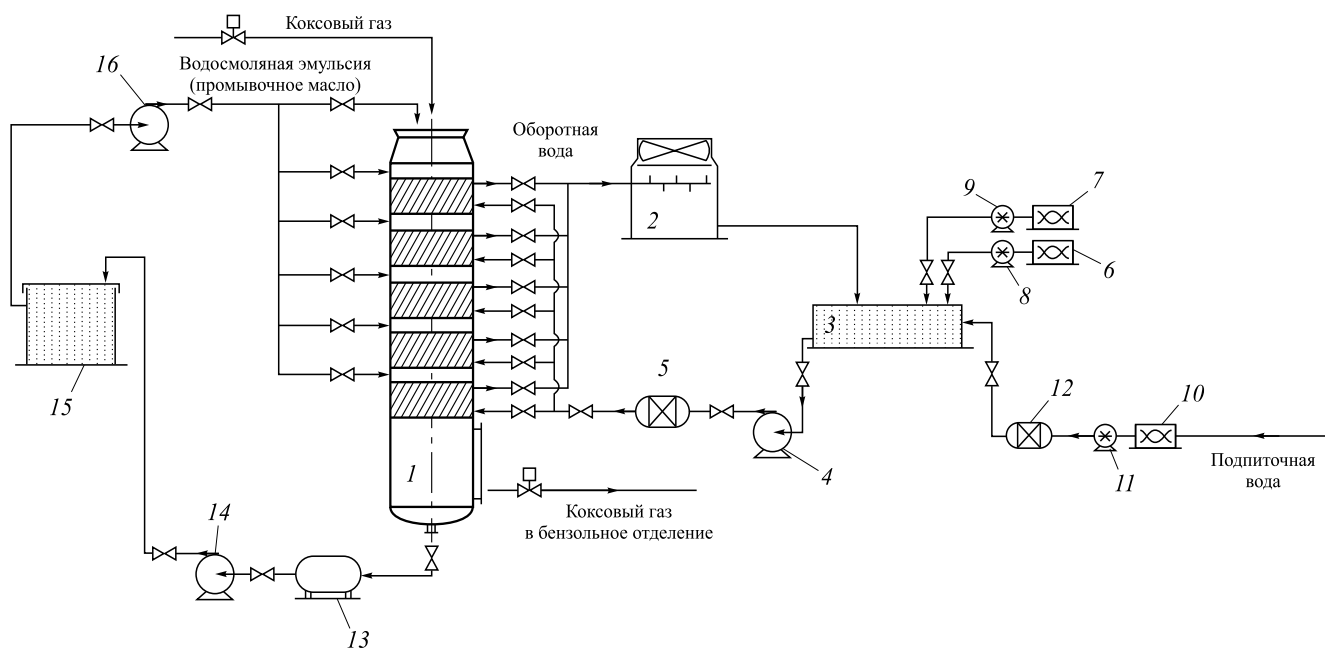 Коксовый газ
16
Водосмоляная эмульсия
(промывочное масло)
Оборотная
вода
9
7
2
8
6
3
15
5
12
10
1
4
11
Подпиточная
вода
14
Коксовый газ
в бензольное отделение
13